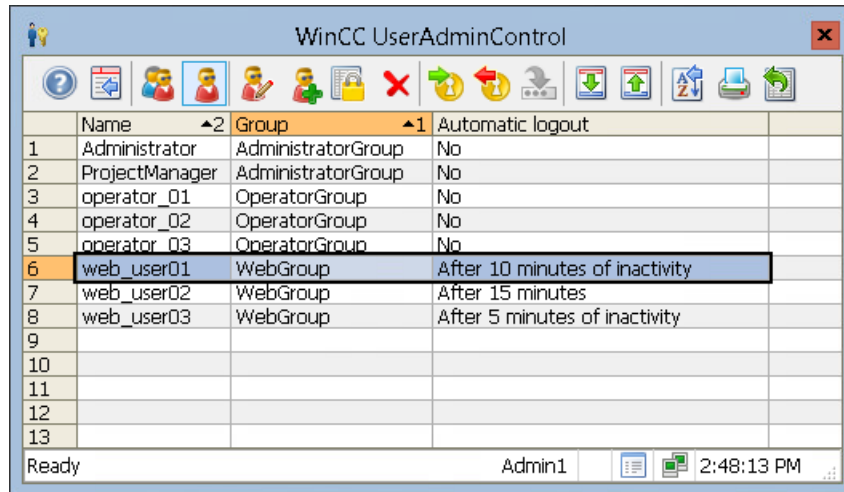 WinCC UserAdminControl
Name 2 Group 1 Automatic logout
1 Administrator AdministratorGroup No
2 ProjectManager AdministratorGroup No
3 operator_01 OperatorGroup No
4 operator_02 OperatorGroup No
5 operator_03 OperatorGroup No
6 web_user01 WebGroup After 10 minutes of inactivity
7 web_user02 WebGroup After 15 minutes
8 web_user03 WebGroup After 5 minutes of inactivity
9
10
11
12
13
Ready Admin1 2:48:13 PM